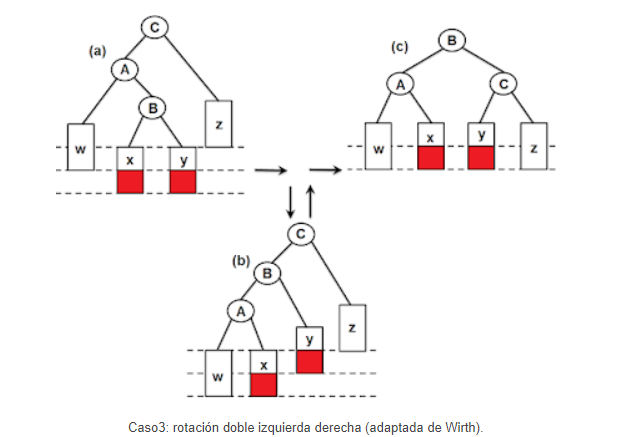 (a)
C
A
B
w
x
y
z
(c)
B
A
C
w
x
y
z
(b)
C
B
A
w
x
y
z
Caso3: rotación doble izquierda derecha (adaptada de Wirth).